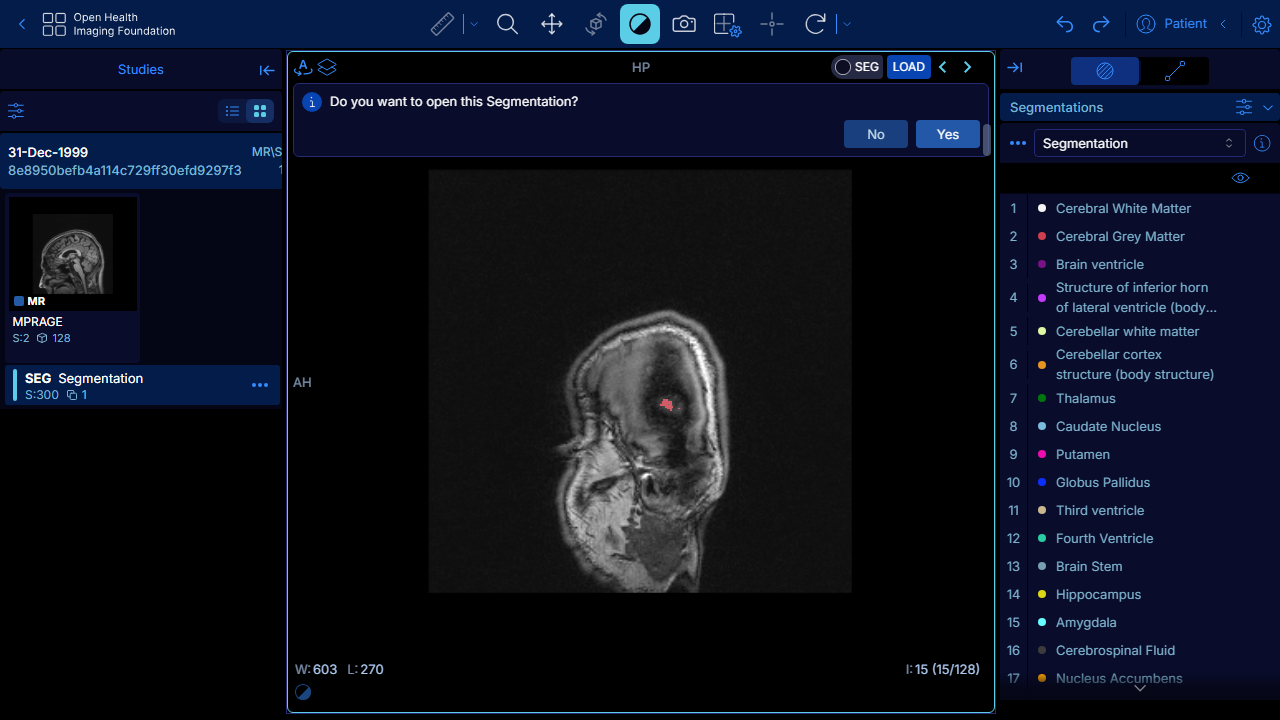 Open Health
Imaging Foundation
Patient
Studies
31-Dec-1999
MR\S
8e8950befb4a114c729ff30efd9297f3
1
MR
MPRAGE
S:2 128
SEG Segmentation
S:300 1
A
HP
SEG
LOAD
Do you want to open this Segmentation?
No
Yes
AH
W:603 L:270
I:15 (15/128)
Segmentations
Segmentation
1 Cerebral White Matter
2 Cerebral Grey Matter
3 Brain ventricle
4 Structure of inferior horn
of lateral ventricle (body...
5 Cerebellar white matter
6 Cerebellar cortex
structure (body structure)
7 Thalamus
8 Caudate Nucleus
9 Putamen
10 Globus Pallidus
11 Third ventricle
12 Fourth Ventricle
13 Brain Stem
14 Hippocampus
15 Amygdala
16 Cerebrospinal Fluid
17 Nucleus Accumbens